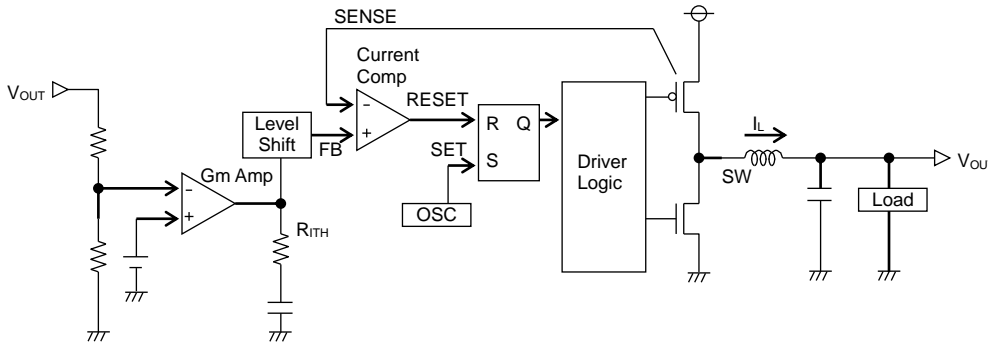 SENSE
Current
Comp
VOUT
RESET
Level
Shift
R Q
FB
SET
S
Driver
Logic
IL
VOU
SW
Gm Amp
Load
OSC
RITH